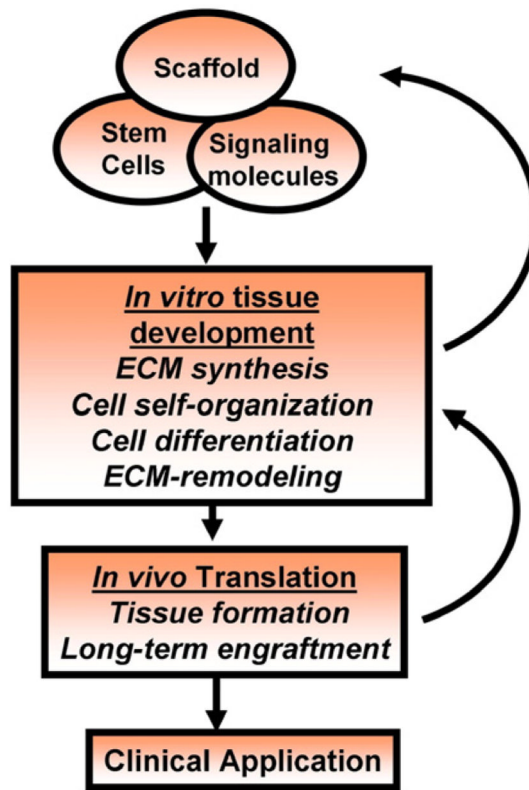 Scaffold
Stem
Cells
Signaling
molecules
In vitro tissue
development
ECM synthesis
Cell self-organization
Cell differentiation
ECM-remodeling
In vivo Translation
Tissue formation
Long-term engraftment
Clinical Application